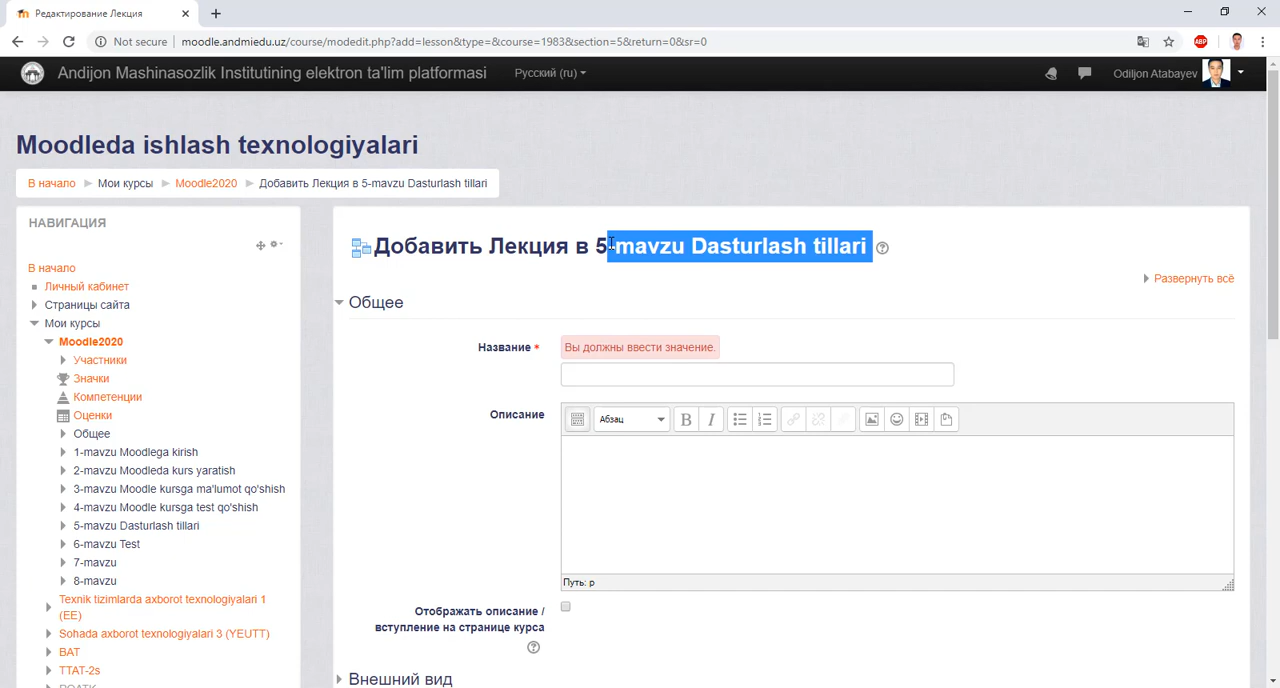 Редактирование Лекция
Not secure
moodle.andmiedu.uz/course/modedit.php?add=lesson&type=&course=1983&section=5&return=0&sr=0
ABP
Andijon Mashinasozlik Institutining elektron ta'lim platformasi
Русский (ru)
Odiljon Atabayev
Moodleda ishlash texnologiyalari
В начало
Мои курсы
Moodle2020
Добавить Лекция в 5-mavzu Dasturlash tillari
НАВИГАЦИЯ
В начало
Личный кабинет
Страницы сайта
Мои курсы
Moodle2020
Участники
Значки
Компетенции
Оценки
Общее
1-mavzu Moodlega kirish
2-mavzu Moodleda kurs yaratish
3-mavzu Moodle kursga ma'lumot qo'shish
4-mavzu Moodle kursga test qo'shish
5-mavzu Dasturlash tillari
6-mavzu Test
7-mavzu
8-mavzu
Texnik tizimlarda axborot texnologiyalari 1
(EE)
Sohada axborot texnologiyalari 3 (YEUTT)
BAT
TTAT-2s
Добавить Лекция в 5-mavzu Dasturlash tillari
Развернуть всё
Общее
Название
Вы должны ввести значение.
Описание
Абзац
B
I
Путь: p
Отображать описание /
вступление на странице курса
Внешний вид